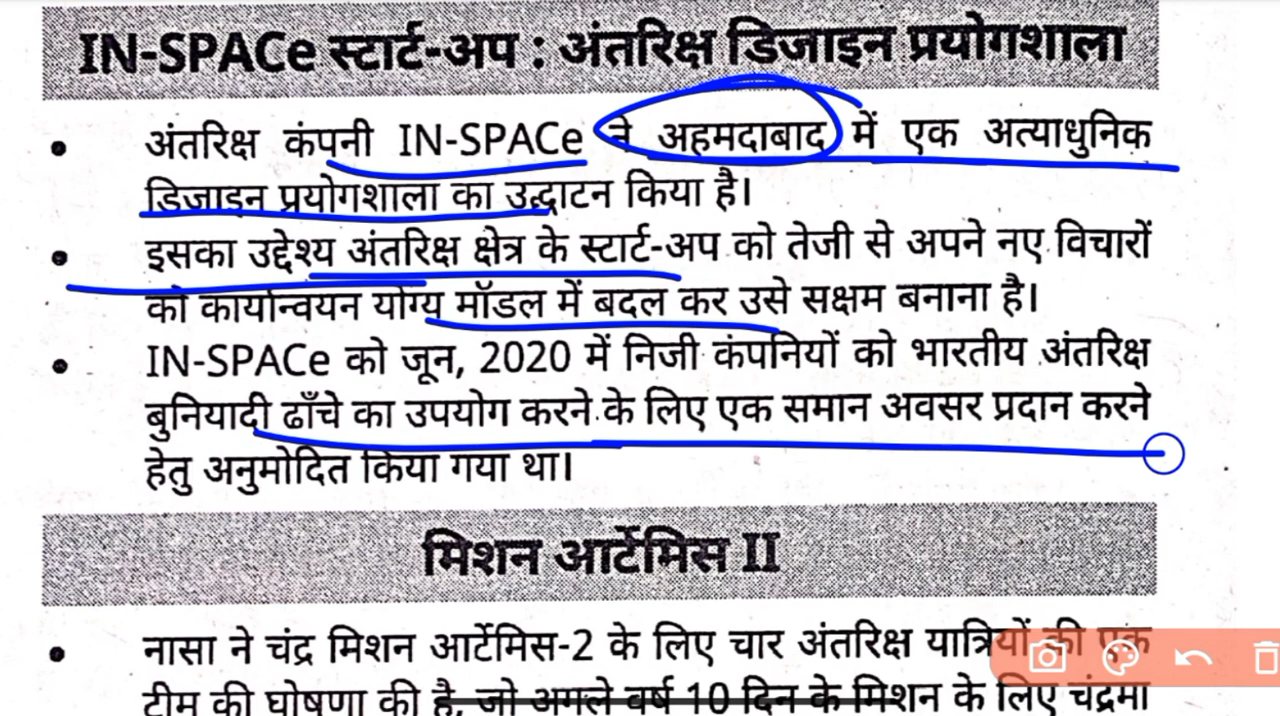 IN-SPACe स्टार्ट-अप : अंतरिक्ष डिजाइन प्रयोगशाला
• अंतरिक्ष कंपनी IN-SPACe ने अहमदाबाद में एक अत्याधुनिक
डिजाइन प्रयोगशाला का उद्घाटन किया है।
• इसका उद्देश्य अंतरिक्ष क्षेत्र के स्टार्ट-अप को तेजी से अपने नए विचारों
को कार्यान्वयन योग्य मॉडल में बदल कर उसे सक्षम बनाना है।
• IN-SPACe को जून, 2020 में निजी कंपनियों को भारतीय अंतरिक्ष
बुनियादी ढाँचे का उपयोग करने के लिए एक समान अवसर प्रदान करने
हेतु अनुमोदित किया गया था।
मिशन आर्टेमिस II
• नासा ने चंद्र मिशन आर्टेमिस-2 के लिए चार अंतरिक्ष यात्रियों की एक
टीम की घोषणा की है, जो अगले वर्ष 10 दिन के मिशन के लिए चंद्रमा